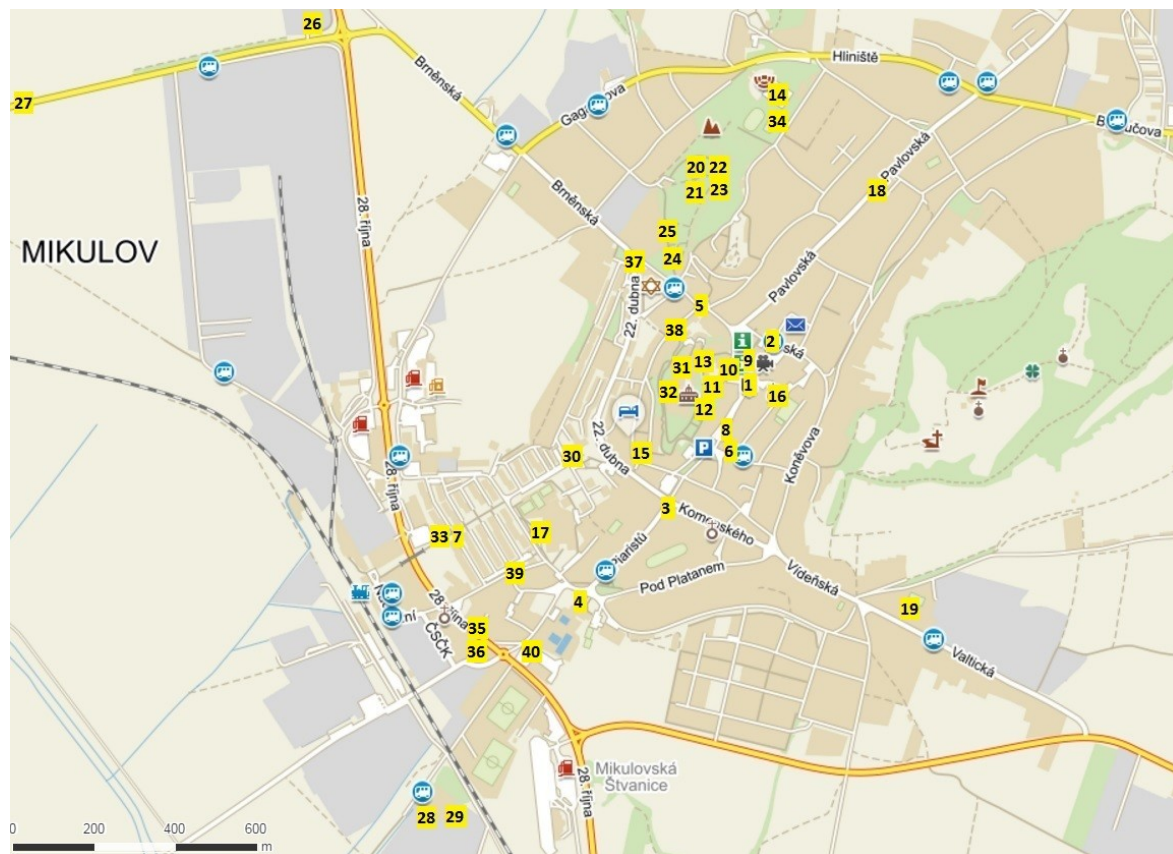 26
27
Brněnská
Hliniště
14
34
Pavlovská
28. října
20 22
21 23
18
Brněnská
MIKULOV
25
24
37
Pavlovská
22. dubna
5
38
2
31 13
10
9
32
11
1
16
12
8
22. dubna
15
6
Koněvova
30
28. října
3
Komenského
33 7
17
Piaristů
39
Pod Platanem
Vídeňská
4
19
28. října
ČSČK
35
36
40
Valtická
Mikulovská
Štvanice
28. října
28 29
0 200 400 600
m